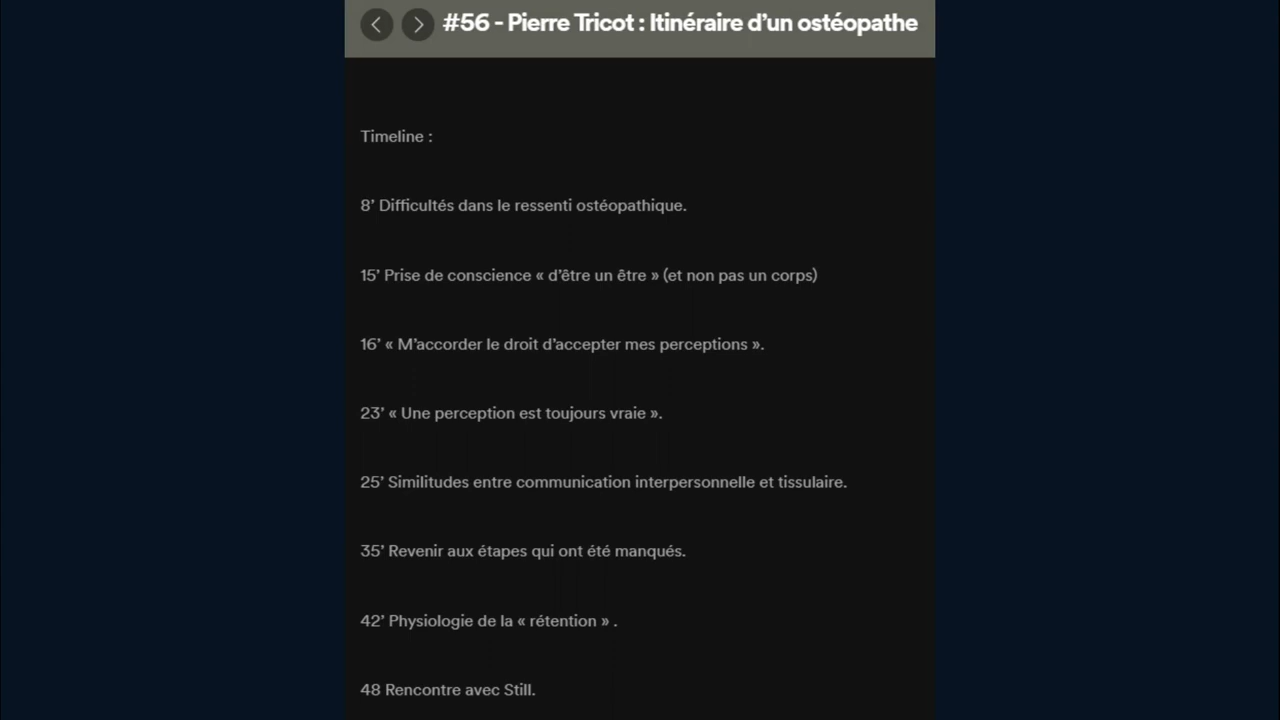 #56 - Pierre Tricot : Itinéraire d’un ostéopathe
Timeline :
8’ Difficultés dans le ressenti ostéopathique.
15’ Prise de conscience « d’être un être » (et non pas un corps)
16’ « M’accorder le droit d’accepter mes perceptions ».
23’ « Une perception est toujours vraie ».
25’ Similitudes entre communication interpersonnelle et tissulaire.
35’ Revenir aux étapes qui ont été manqués.
42’ Physiologie de la « rétention » .
48 Rencontre avec Still.